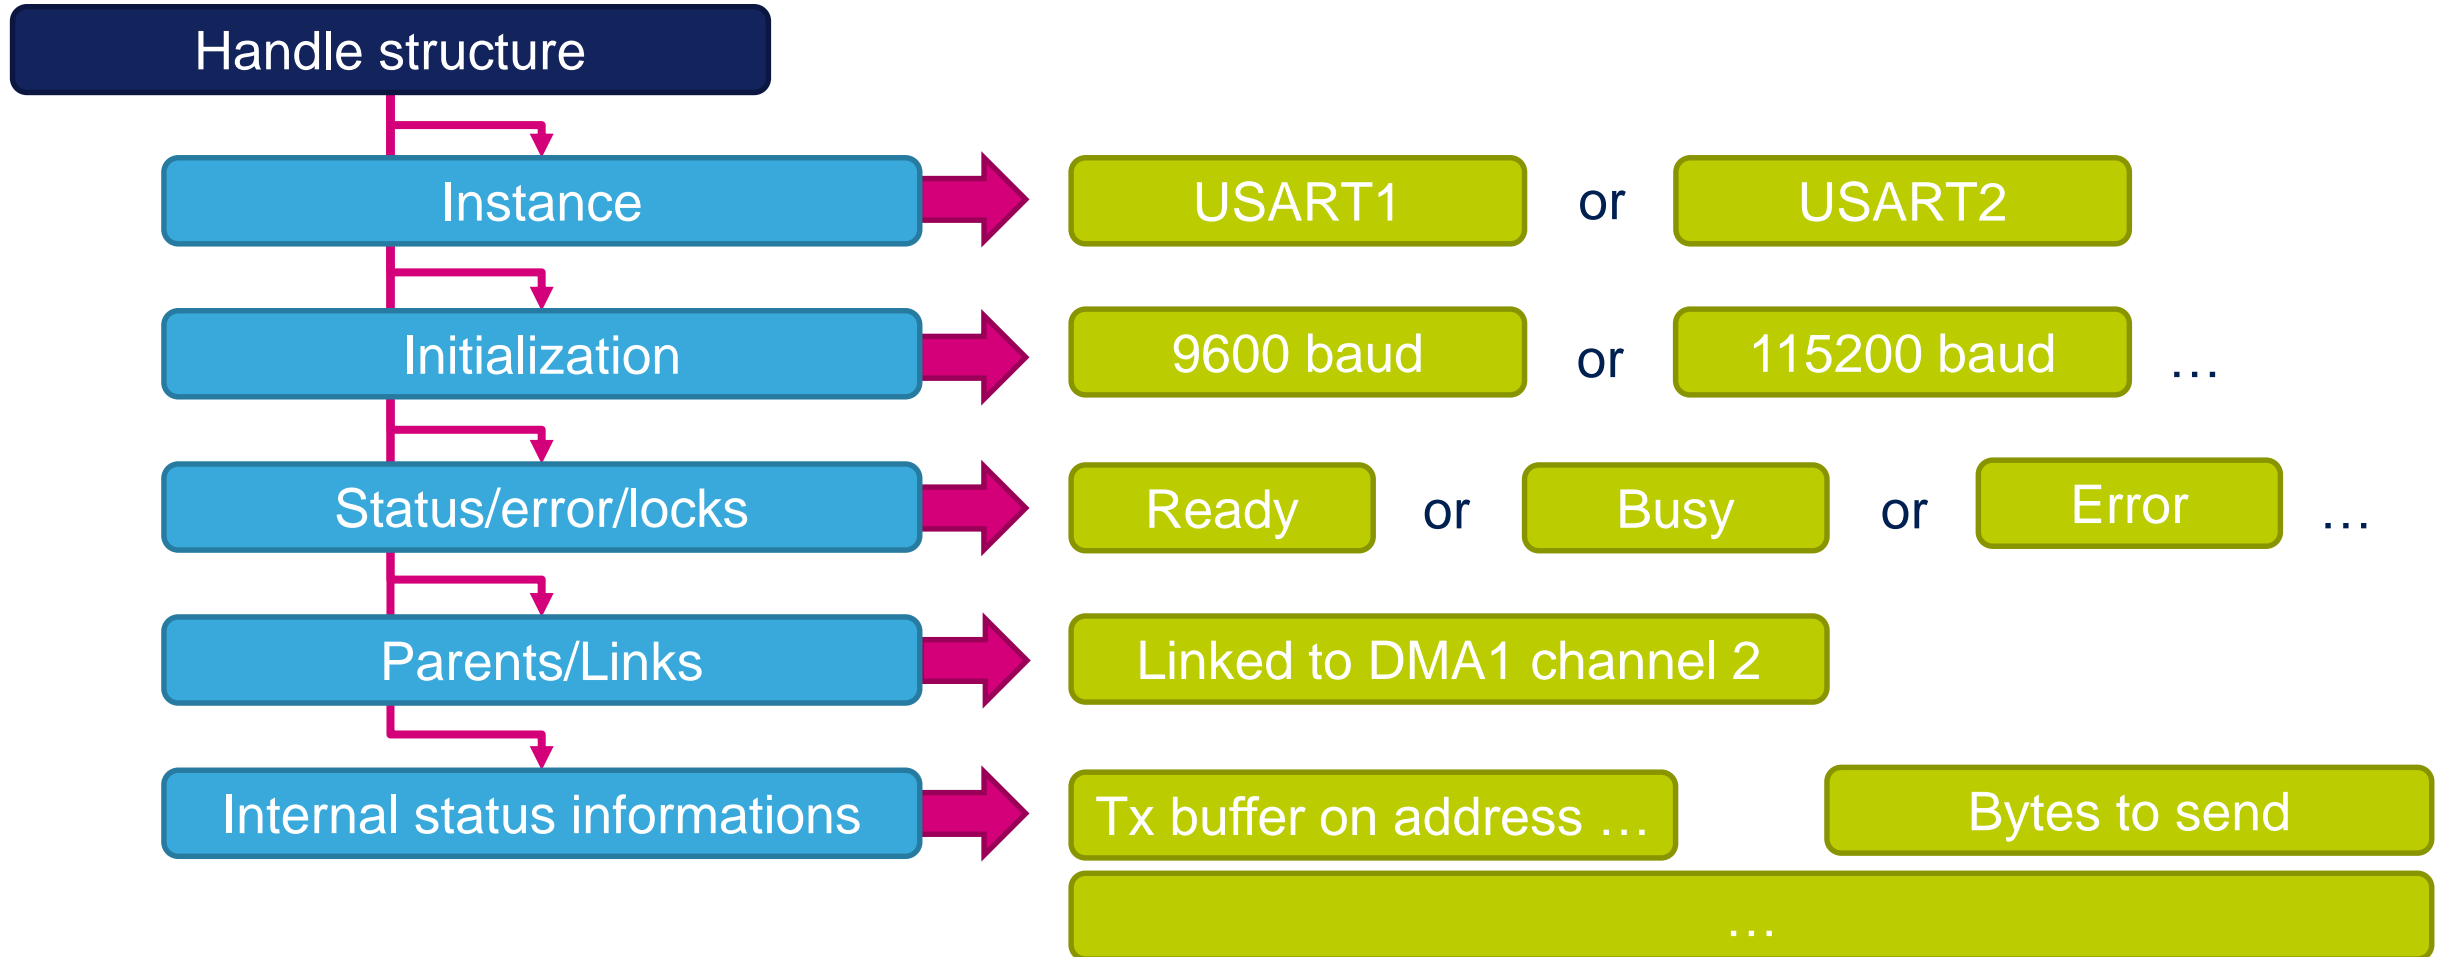 Handle structure
Instance
USART1 or USART2
Initialization
9600 baud or 115200 baud …
Status/error/locks
Ready or Busy or Error …
Parents/Links
Linked to DMA1 channel 2
Internal status informations
Tx buffer on address …
Bytes to send
…